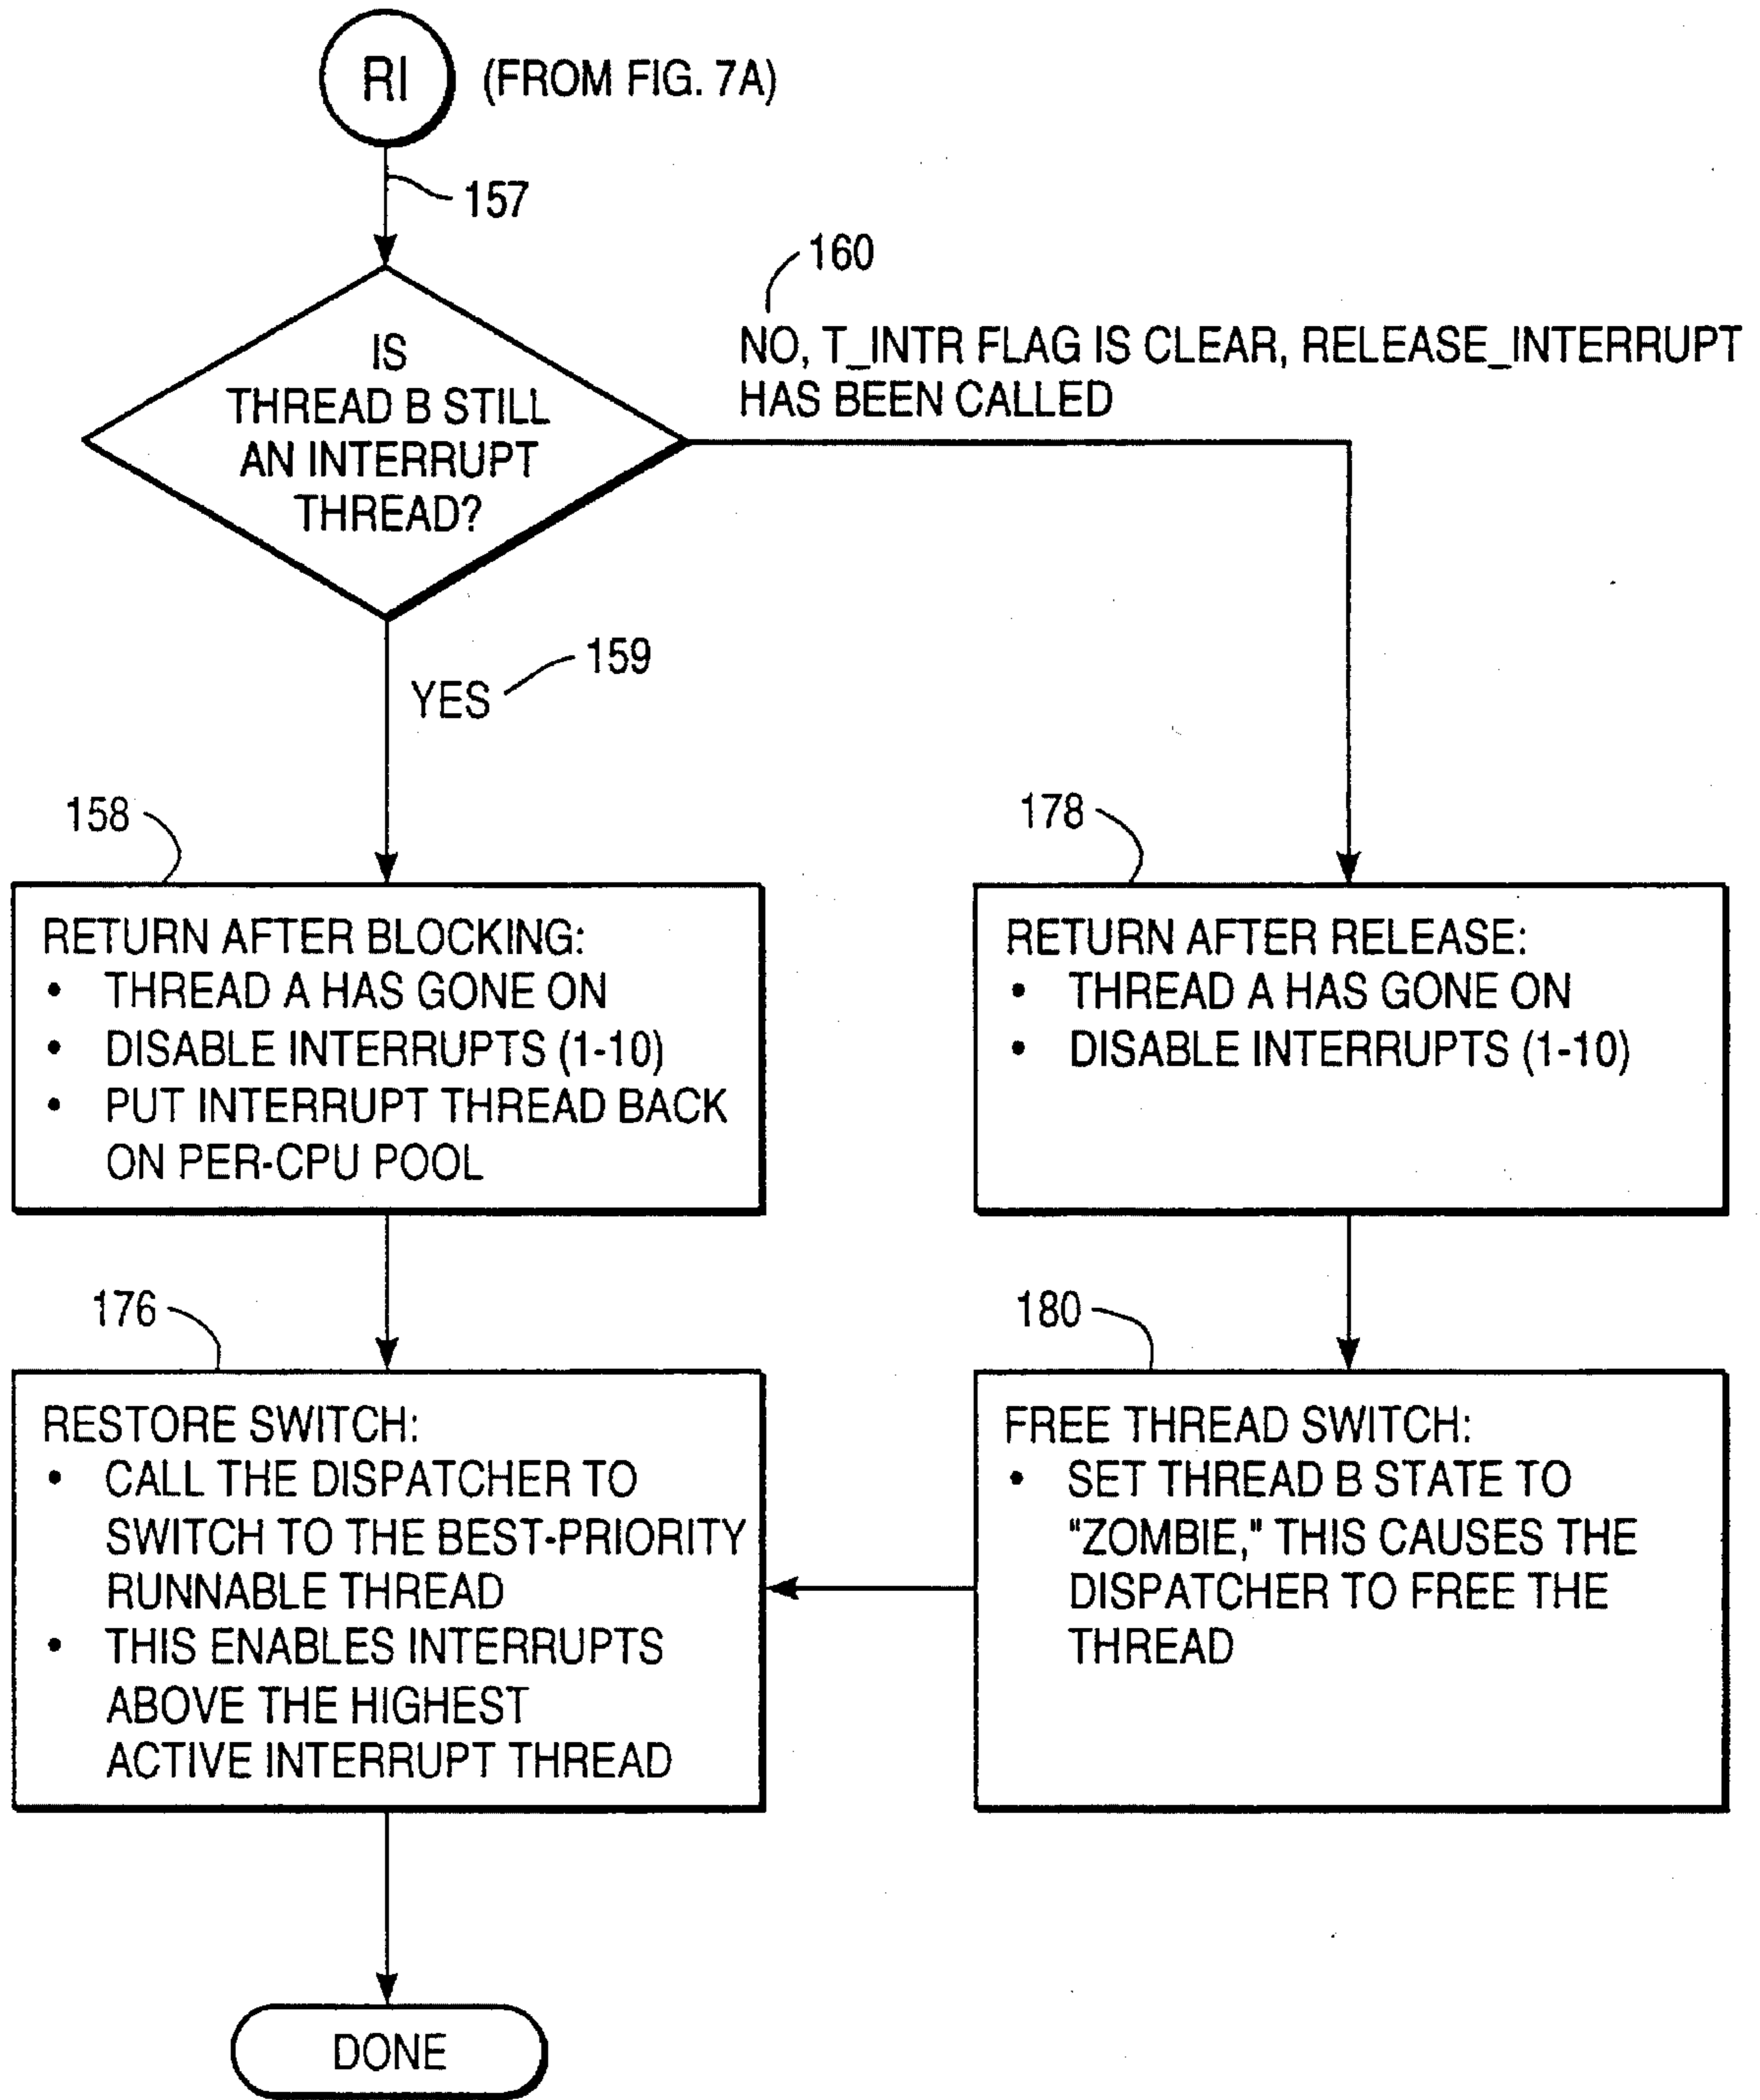 RI (FROM FIG. 7A)
157
160
IS
THREAD B STILL
AN INTERRUPT
THREAD?
NO, T_INTR FLAG IS CLEAR, RELEASE_INTERRUPT
HAS BEEN CALLED
159
YES
158
RETURN AFTER BLOCKING:
• THREAD A HAS GONE ON
• DISABLE INTERRUPTS (1-10)
• PUT INTERRUPT THREAD BACK
ON PER-CPU POOL
178
RETURN AFTER RELEASE:
• THREAD A HAS GONE ON
• DISABLE INTERRUPTS (1-10)
176
RESTORE SWITCH:
• CALL THE DISPATCHER TO
SWITCH TO THE BEST-PRIORITY
RUNNABLE THREAD
• THIS ENABLES INTERRUPTS
ABOVE THE HIGHEST
ACTIVE INTERRUPT THREAD
180
FREE THREAD SWITCH:
• SET THREAD B STATE TO
"ZOMBIE," THIS CAUSES THE
DISPATCHER TO FREE THE
THREAD
DONE